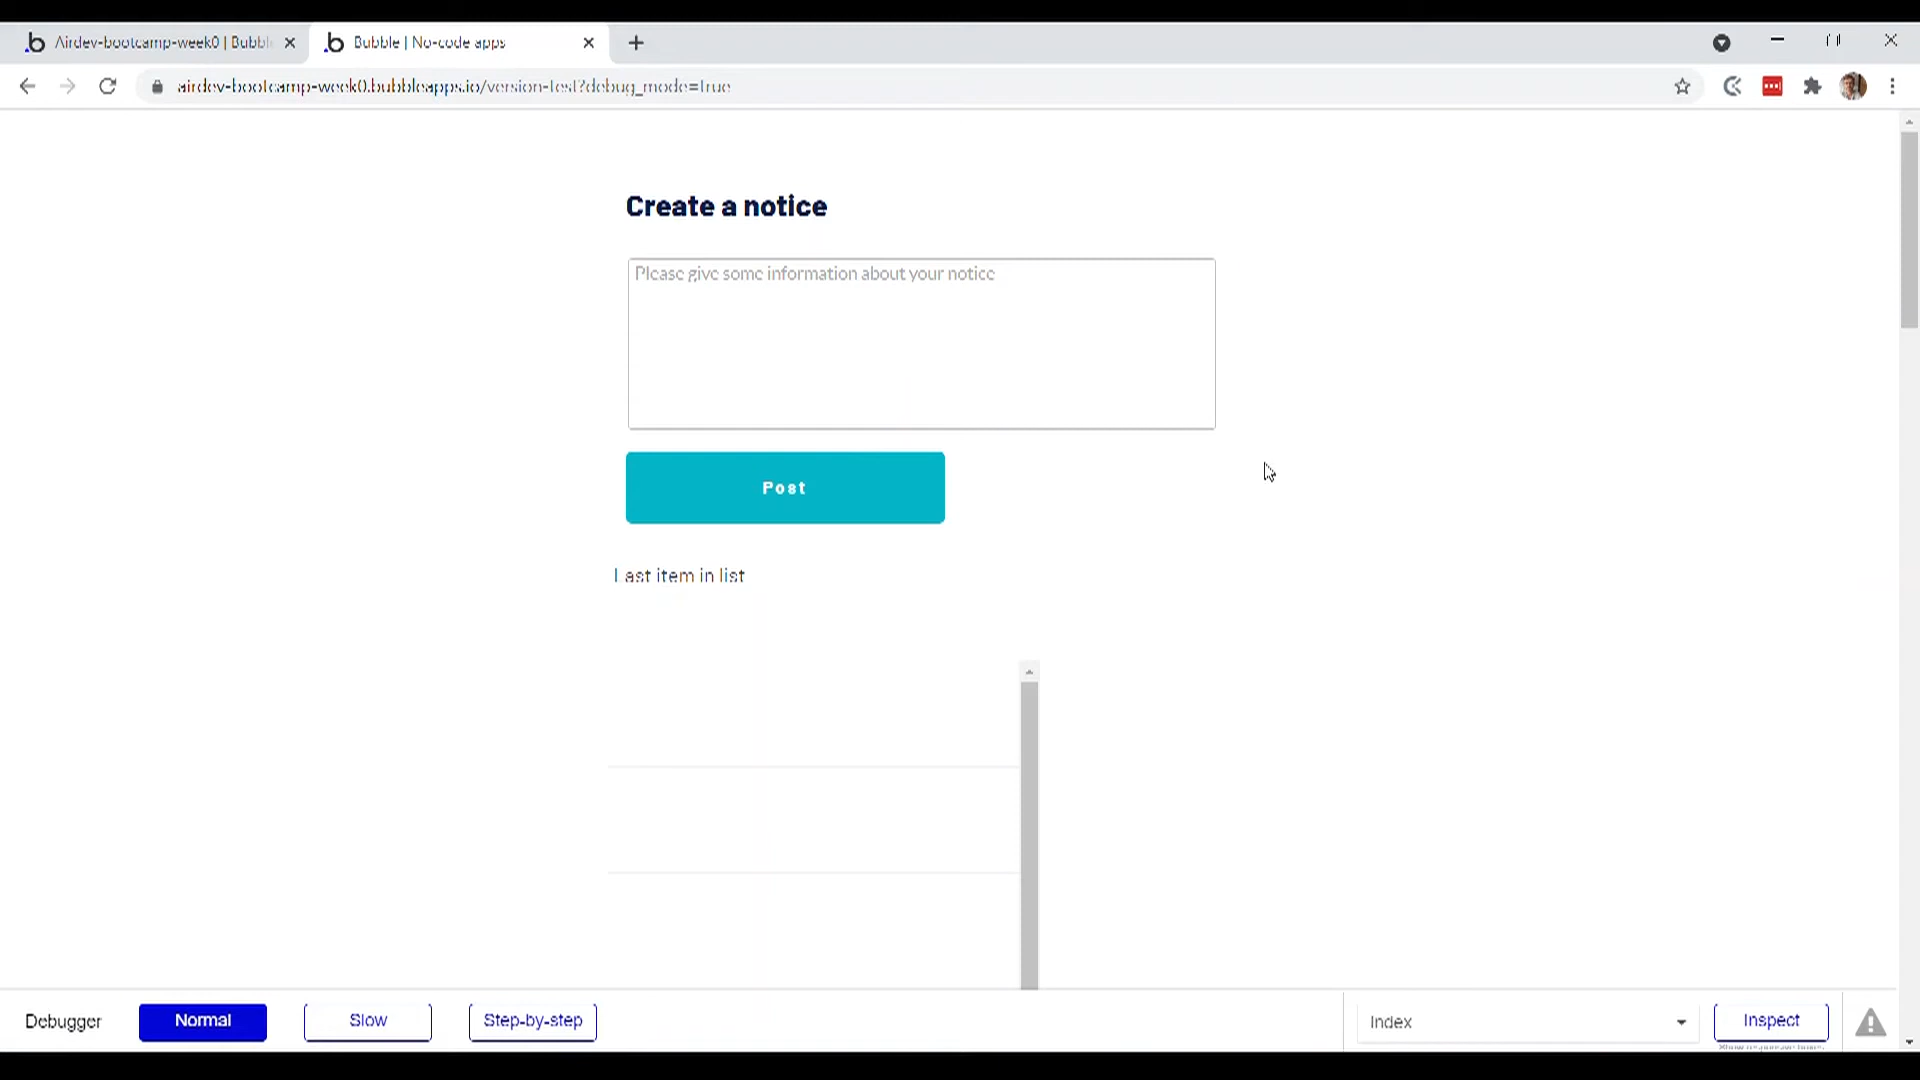 Airdev-bootcamp-week0 | Bubbl
Bubble | No-code apps
airdev-bootcamp-week0.bubbleapps.io/version-test?debug_mode=true
Create a notice
Please give some information about your notice
Post
Last item in list
Debugger
Normal
Slow
Step-by-step
Index
Inspect